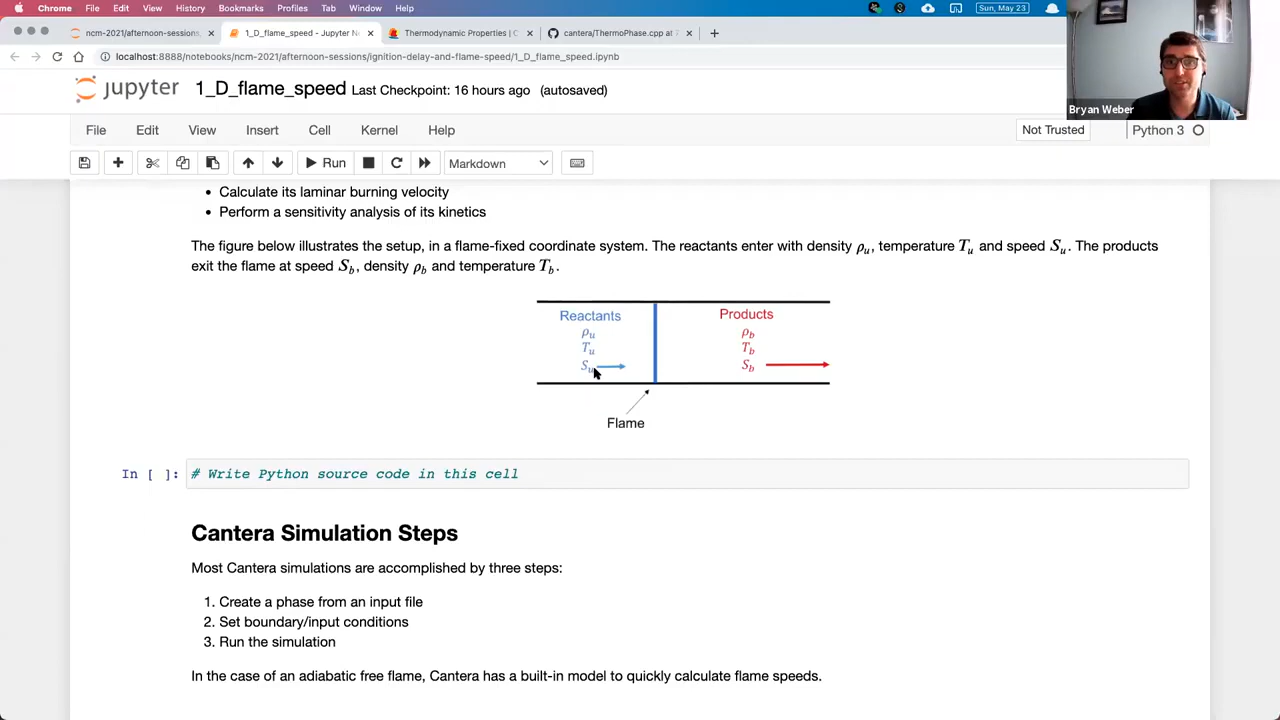 Chrome File Edit View History Bookmarks Profiles Tab Window Help Sun, May 23
ncm-2021/afternoon-sessions, 1_D_flame_speed - Jupyter No Thermodynamic Properties | C cantera/ThermoPhase.cpp at
localhost:8888/notebooks/ncm-2021/afternoon-sessions/ignition-delay-and-flame-speed/1_D_flame_speed.ipynb
jupyter 1_D_flame_speed Last Checkpoint: 16 hours ago (autosaved)
Bryan Weber
File Edit View Insert Cell Kernel Help Not Trusted Python 3
Run Markdown
• Calculate its laminar burning velocity
• Perform a sensitivity analysis of its kinetics
The figure below illustrates the setup, in a flame-fixed coordinate system. The reactants enter with density ρu, temperature Tu and speed Su. The products
exit the flame at speed Sb, density ρb and temperature Tb.
Reactants Products
ρu ρb
Tu Tb
Su Sb
Flame
In [ ]: # Write Python source code in this cell
Cantera Simulation Steps
Most Cantera simulations are accomplished by three steps:
1. Create a phase from an input file
2. Set boundary/input conditions
3. Run the simulation
In the case of an adiabatic free flame, Cantera has a built-in model to quickly calculate flame speeds.